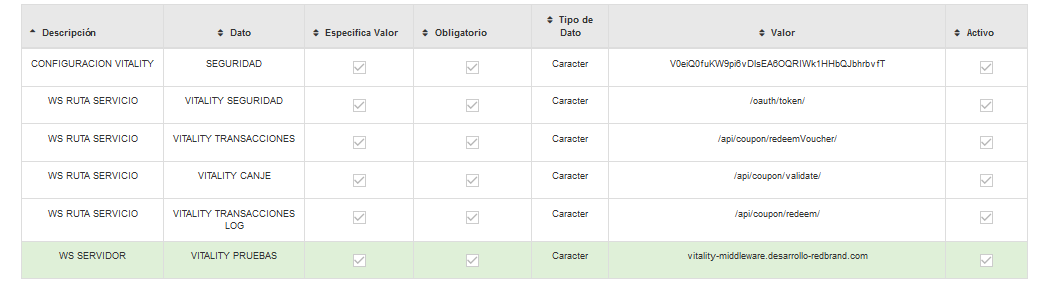 Descripción Dato Especifica Valor Obligatorio Tipo de Dato Valor Activo
CONFIGURACION VITALITY SEGURIDAD Caracter V0eiQ0fuKW9pi6vDlsEA6OQRIWk1HHbQJbhrbvfT
WS RUTA SERVICIO VITALITY SEGURIDAD Caracter /oauth/token/
WS RUTA SERVICIO VITALITY TRANSACCIONES Caracter /api/coupon/redeemVoucher/
WS RUTA SERVICIO VITALITY CANJE Caracter /api/coupon/validate/
WS RUTA SERVICIO VITALITY TRANSACCIONES LOG Caracter /api/coupon/redeem/
WS SERVIDOR VITALITY PRUEBAS Caracter vitality-middleware.desarrollo-redbrand.com